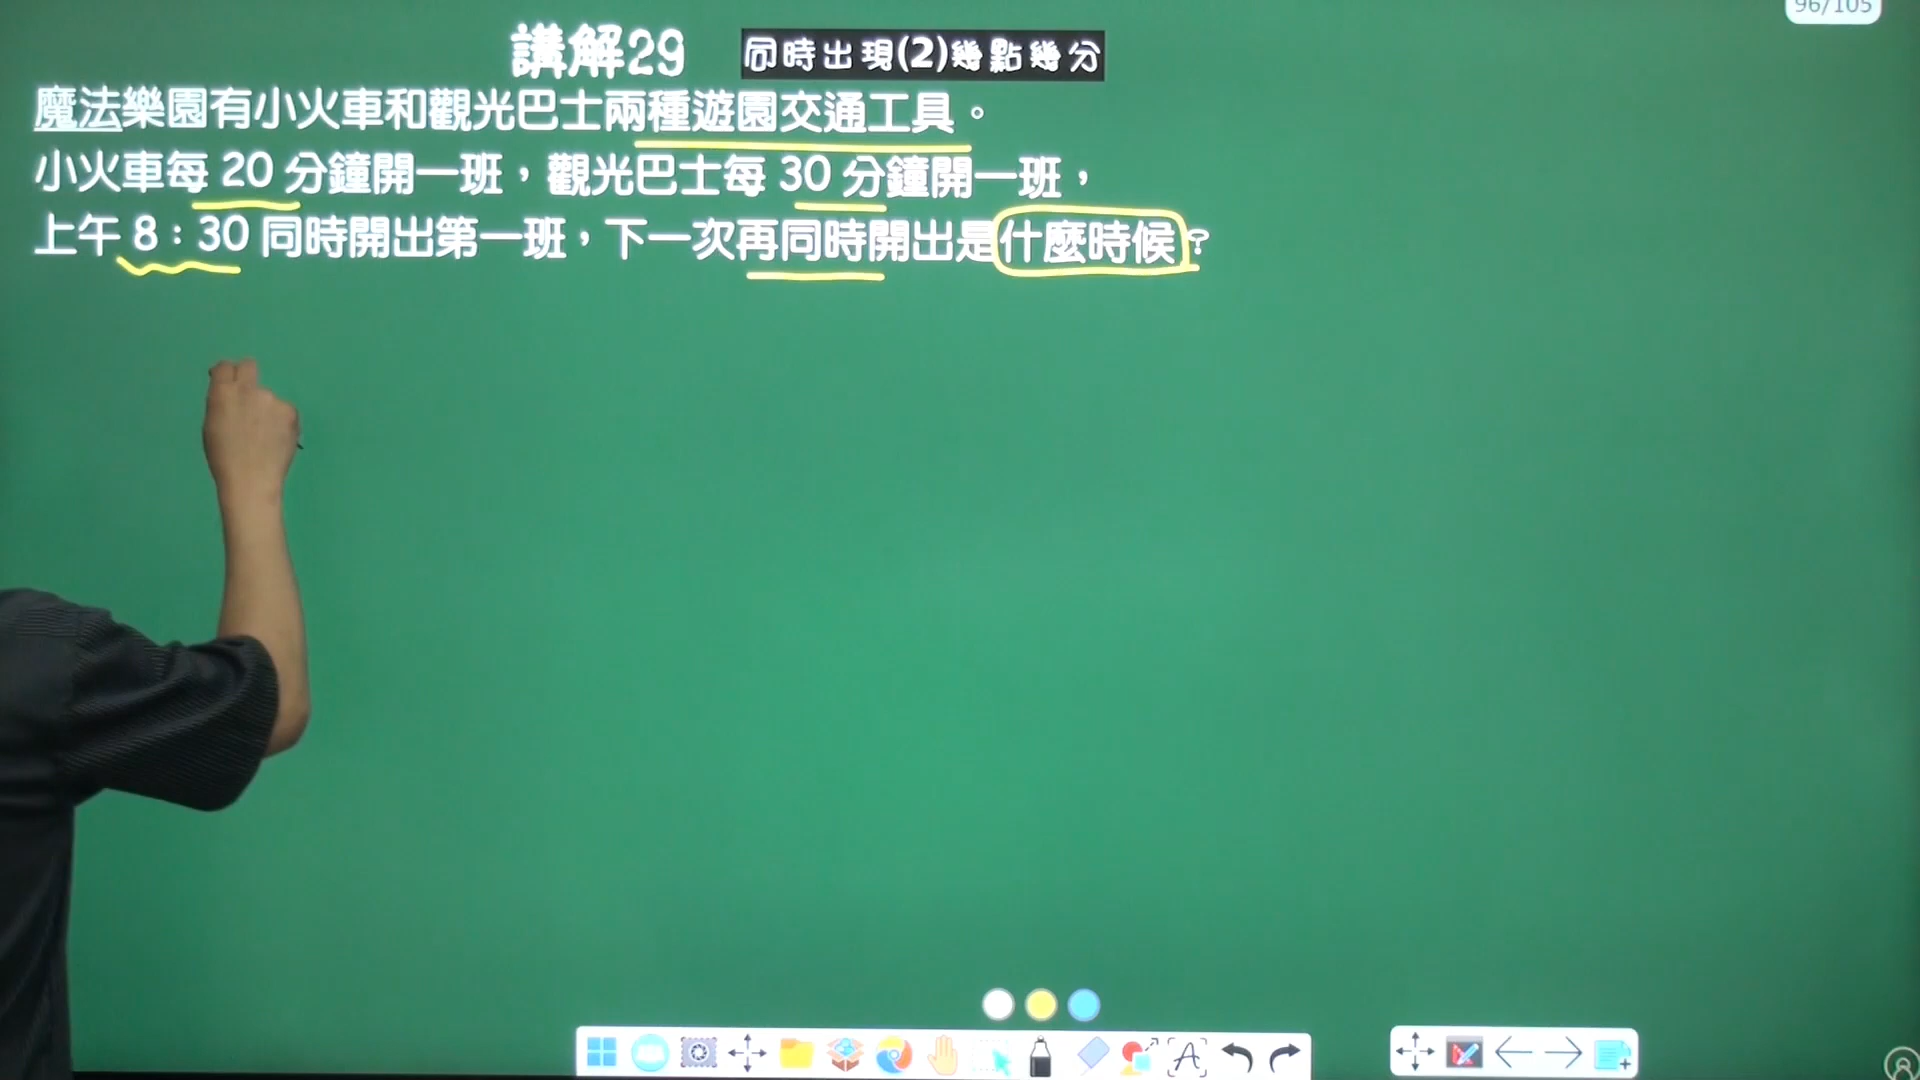 96/105
講解29 同時出現(2)幾點幾分
魔法樂園有小火車和觀光巴士兩種遊園交通工具。
小火車每 20 分鐘開一班，觀光巴士每 30 分鐘開一班，
上午 8：30 同時開出第一班，下一次再同時開出是什麼時候？